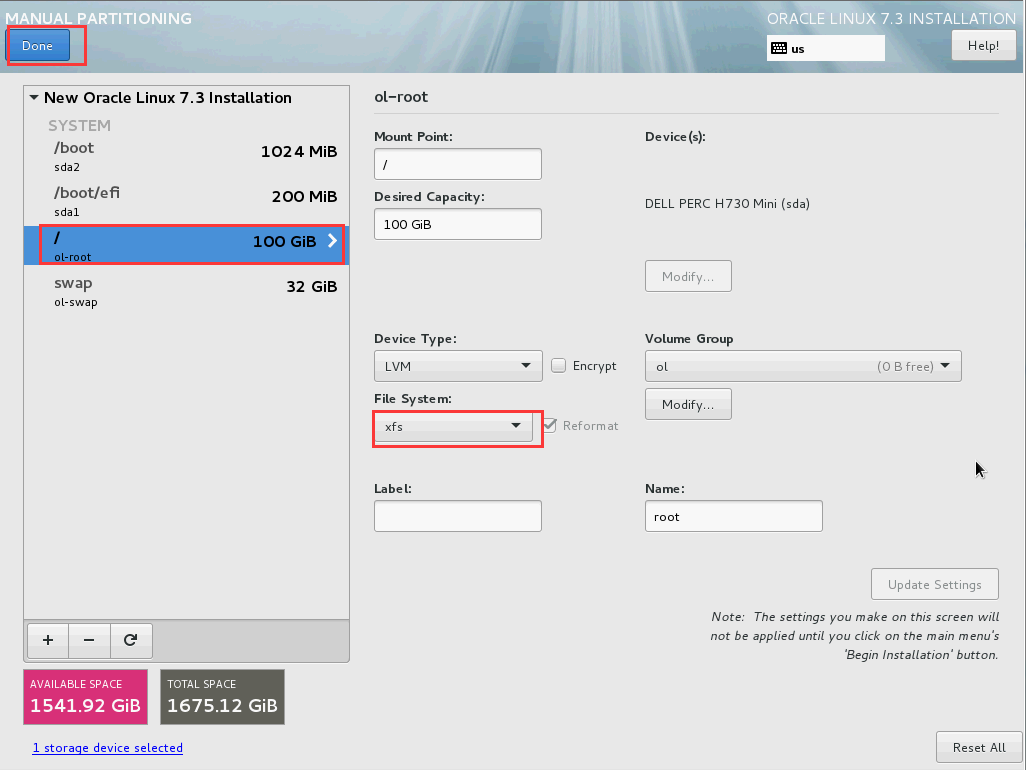 MANUAL PARTITIONING
ORACLE LINUX 7.3 INSTALLATION
Done
us
Help!
New Oracle Linux 7.3 Installation
SYSTEM
/boot
1024 MiB
sda2
/boot/efi
200 MiB
sda1
/
100 GiB
ol-root
swap
32 GiB
ol-swap
ol-root
Mount Point:
/
Desired Capacity:
100 GiB
Device(s):
DELL PERC H730 Mini (sda)
Modify...
Device Type:
LVM
Encrypt
Volume Group
ol (0 B free)
Modify...
File System:
xfs
Reformat
Label:
Name:
root
Update Settings
Note: The settings you make on this screen will
not be applied until you click on the main menu's
'Begin Installation' button.
+ −
AVAILABLE SPACE
1541.92 GiB
TOTAL SPACE
1675.12 GiB
1 storage device selected
Reset All